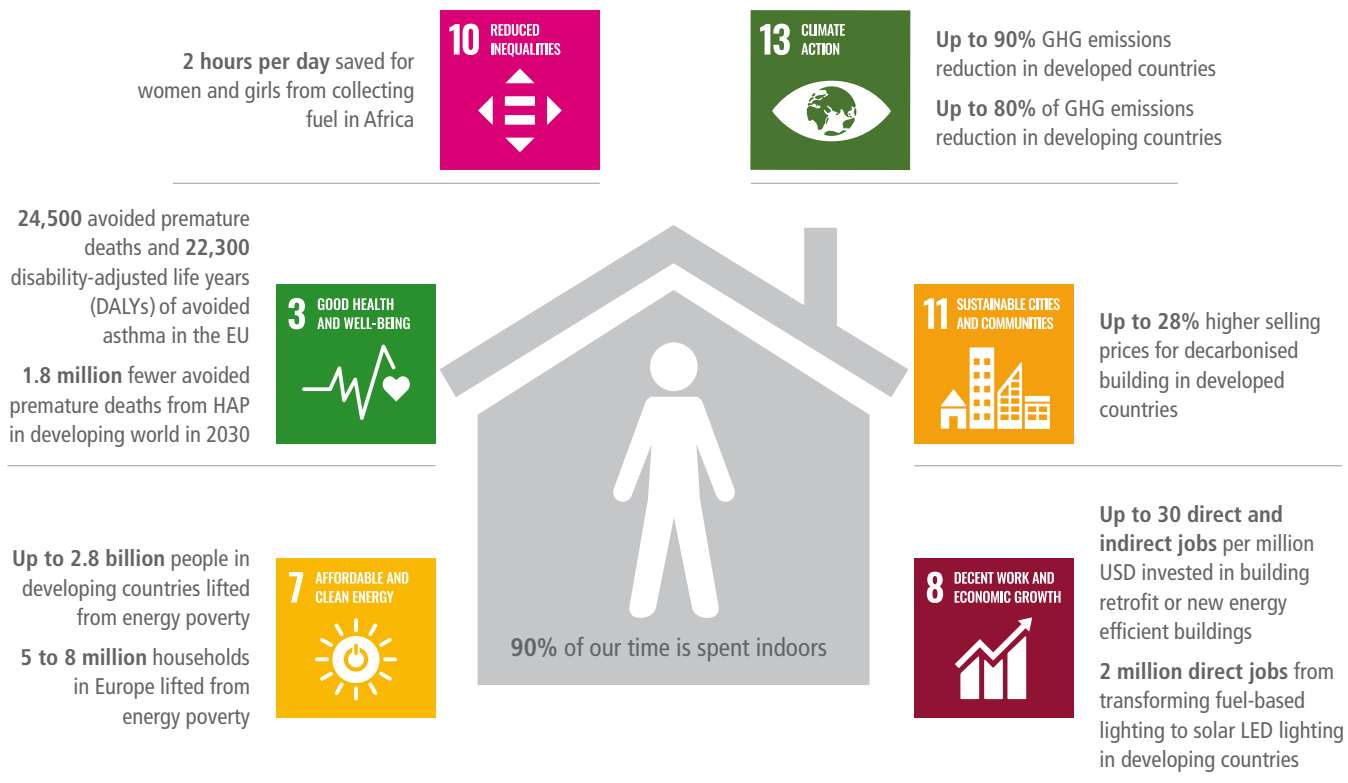 2 hours per day saved for
women and girls from collecting
fuel in Africa
10 REDUCED
INEQUALITIES
13 CLIMATE
ACTION
Up to 90% GHG emissions
reduction in developed countries
Up to 80% of GHG emissions
reduction in developing countries
24,500 avoided premature
deaths and 22,300
disability-adjusted life years
(DALYs) of avoided
asthma in the EU
1.8 million fewer avoided
premature deaths from HAP
in developing world in 2030
3 GOOD HEALTH
AND WELL-BEING
11 SUSTAINABLE CITIES
AND COMMUNITIES
Up to 28% higher selling
prices for decarbonised
building in developed
countries
Up to 2.8 billion people in
developing countries lifted
from energy poverty
5 to 8 million households
in Europe lifted from
energy poverty
7 AFFORDABLE AND
CLEAN ENERGY
90% of our time is spent indoors
8 DECENT WORK AND
ECONOMIC GROWTH
Up to 30 direct and
indirect jobs per million
USD invested in building
retrofit or new energy
efficient buildings
2 million direct jobs from
transforming fuel-based
lighting to solar LED lighting
in developing countries